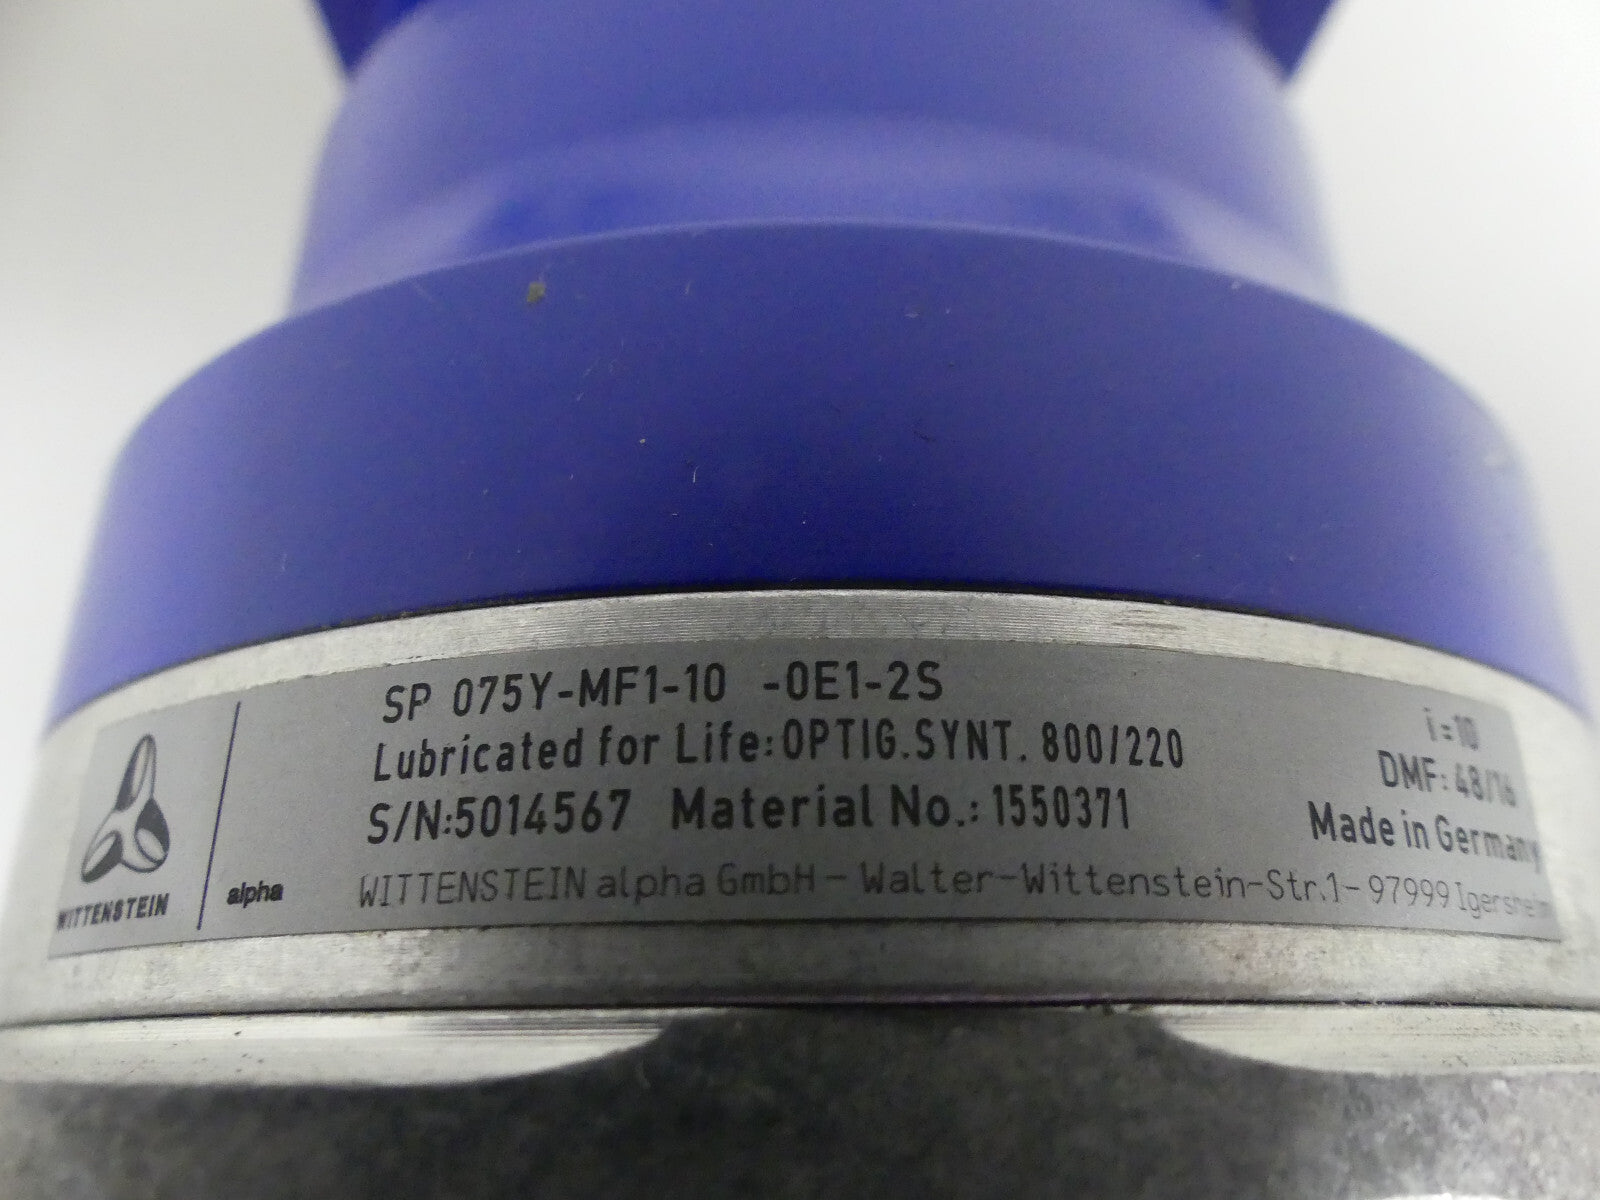 SP 075Y-MF1-10 -0E1-2S
Lubricated for Life:OPTIG.SYNT. 800/220
S/N:5014567 Material No.: 1550371
WITTENSTEIN alpha GmbH - Walter-Wittenstein-Str.1 - 97999 Igersheim
i=10
DMF: 48/16
Made in Germany
WITTENSTEIN
alpha